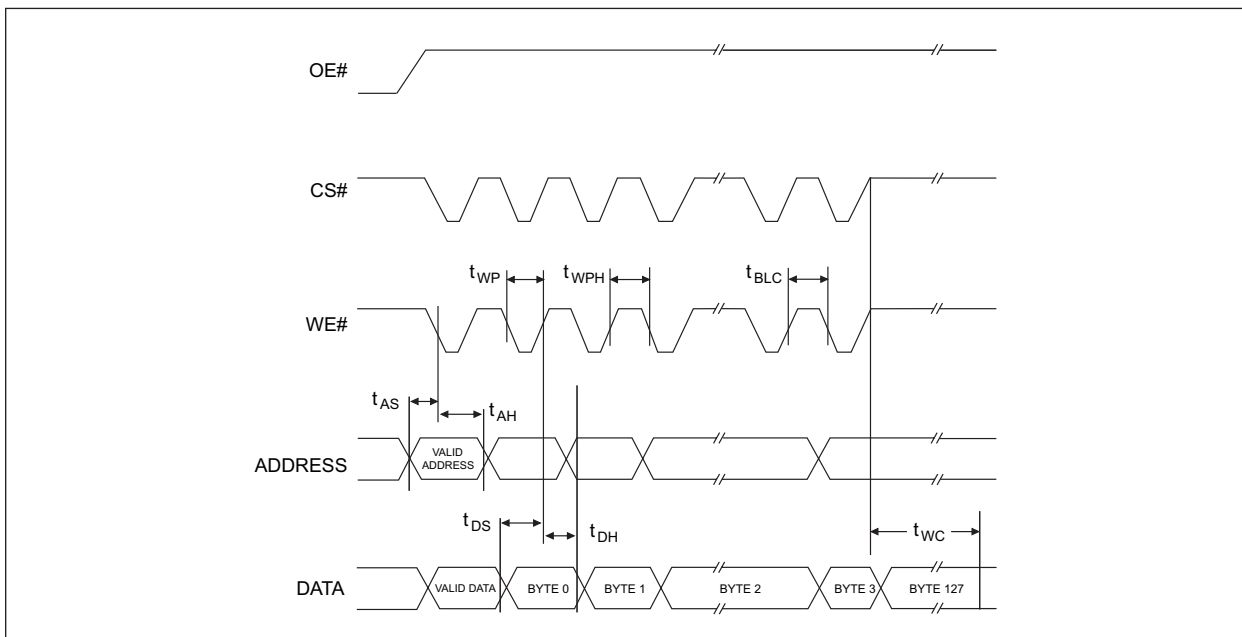 OE#
CS#
tWP
tWPH
tBLC
WE#
tAS
tAH
ADDRESS
VALID
ADDRESS
tDS
tDH
tWC
DATA
VALID DATA
BYTE 0
BYTE 1
BYTE 2
BYTE 3
BYTE 127